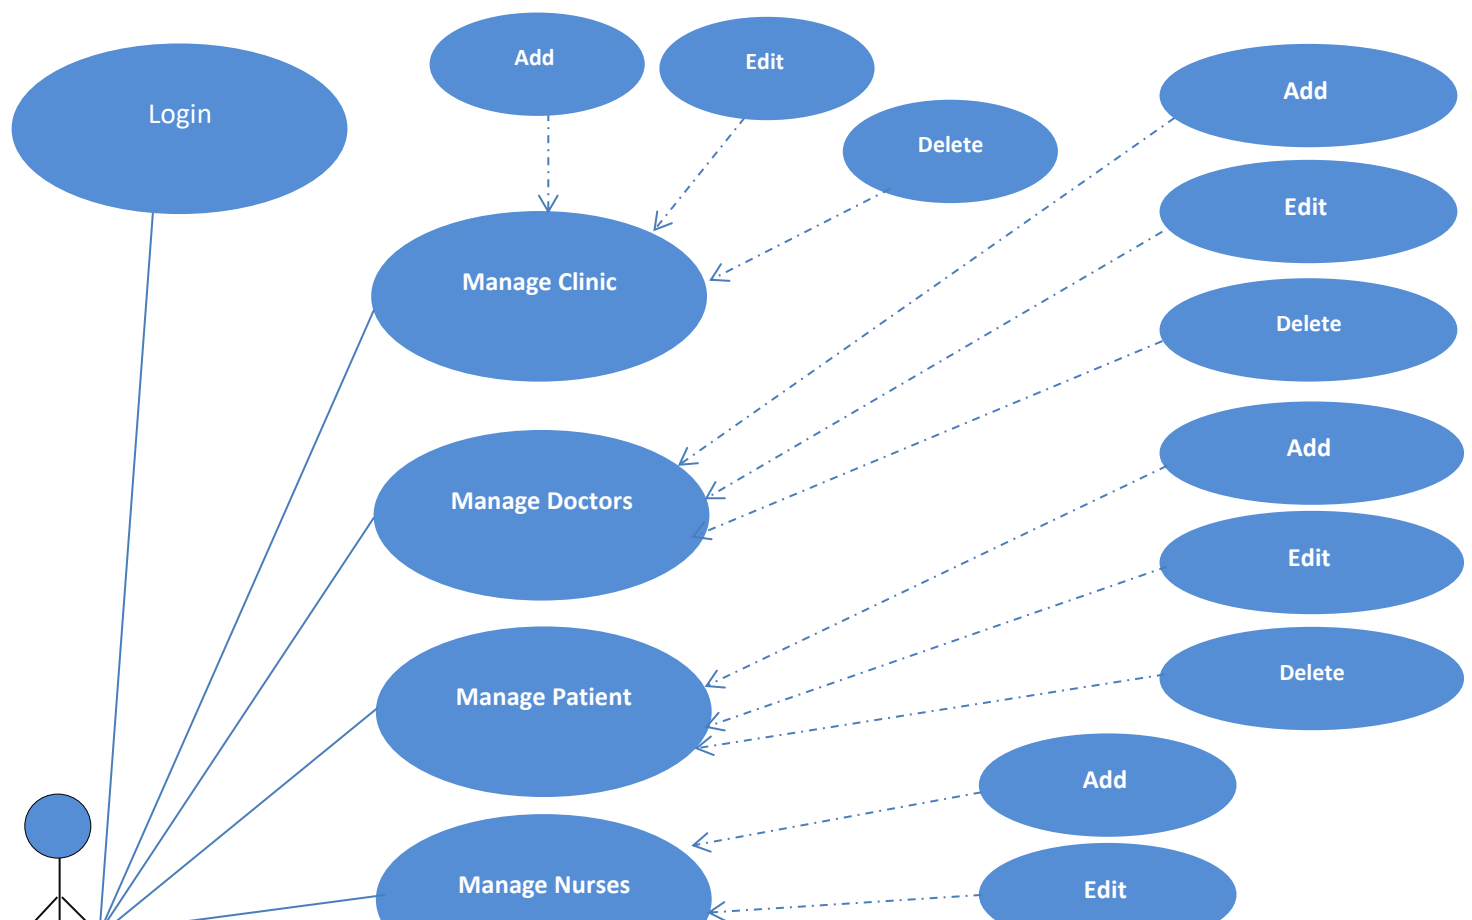 Login
Add
Edit
Delete
Manage Clinic
Add
Edit
Delete
Manage Doctors
Add
Edit
Delete
Manage Patient
Add
Edit
Manage Nurses